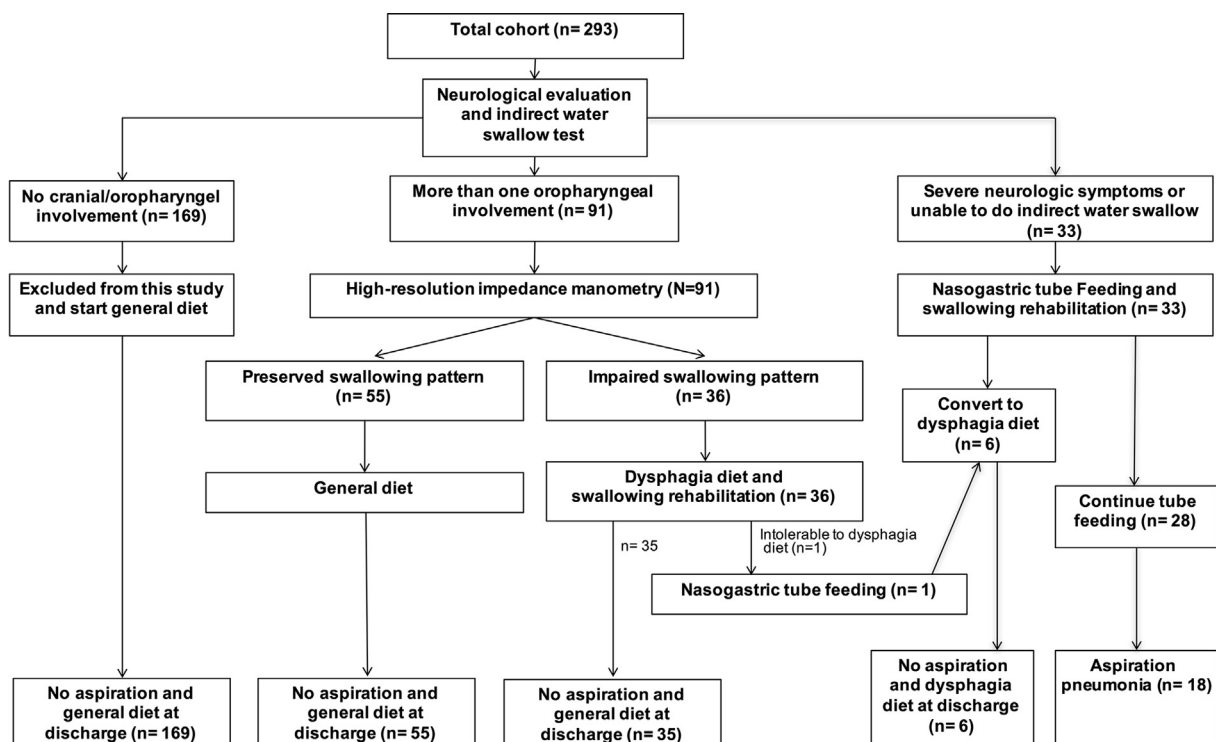 Total cohort (n= 293)
Neurological evaluation
and indirect water
swallow test
No cranial/oropharyngel
involvement (n= 169)
More than one oropharyngeal
involvement
(n= 91)
Severe neurologic symptoms or
unable to do indirect water swallow
(n= 33)
Excluded from this study
and start general diet
High-resolution impedance manometry (N=91)
Nasogastric tube Feeding and
swallowing rehabilitation
(n= 33)
Preserved swallowing pattern
(n= 55)
Impaired swallowing pattern
(n= 36)
Convert to
dysphagia diet
(n= 6)
General diet
Dysphagia diet and
swallowing rehabilitation (n= 36)
Continue tube
feeding (n= 28)
n= 35
Intolerable to dysphagia
diet (n=1)
Nasogastric tube feeding (n= 1)
No aspiration and
general diet at
discharge (n= 169)
No aspiration and
general diet at
discharge (n= 55)
No aspiration and
general diet at
discharge (n= 35)
No aspiration
and dysphagia
diet at discharge
(n= 6)
Aspiration
pneumonia (n= 18)